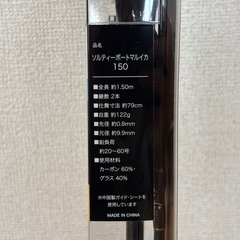 品名
ソルティーボートマルイカ
150
■全長 約1.50m
■継数 2本
■仕舞寸法 約79cm
■自重 約122g
■先径 約0.8mm
■元径 約9.9mm
■鉛負荷
約20~60号
■使用材料
カーボン 60%・
グラス 40%
※中国製ガイド・シートを
使用しています
MADE IN CHINA